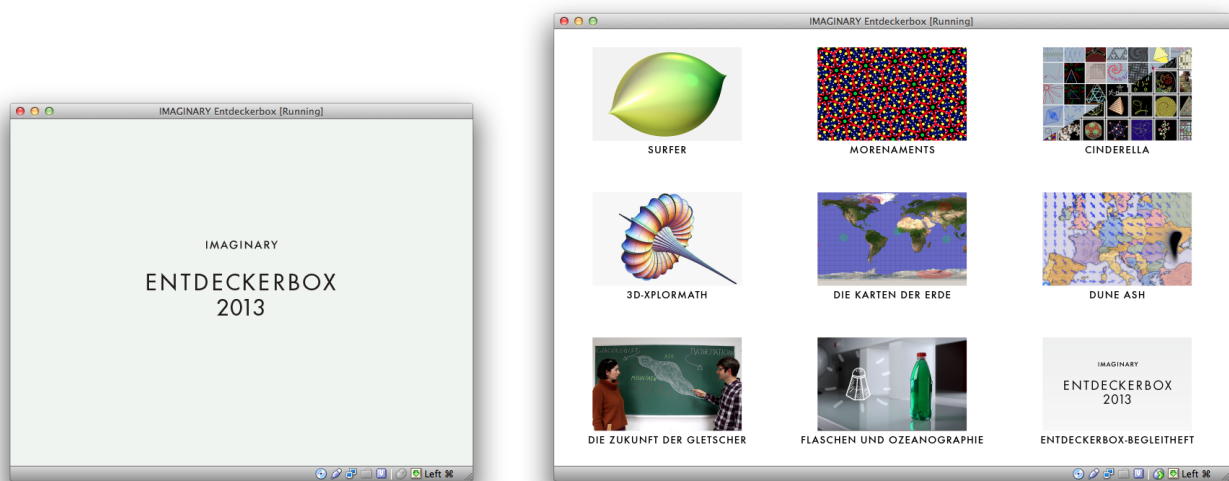 IMAGINARY Entdeckerbox [Running]
IMAGINARY
ENTDECKERBOX
2013
Left ⌘
IMAGINARY Entdeckerbox [Running]
SURFER
MORENAMENTS
CINDERELLA
3D-XPLORMATH
DIE KARTEN DER ERDE
DUNE ASH
IMAGINARY
ENTDECKERBOX
2013
DIE ZUKUNFT DER GLETSCHER
FLASCHEN UND OZEANOGRAPHIE
ENTDECKERBOX-BEGLEITHEFT
Left ⌘